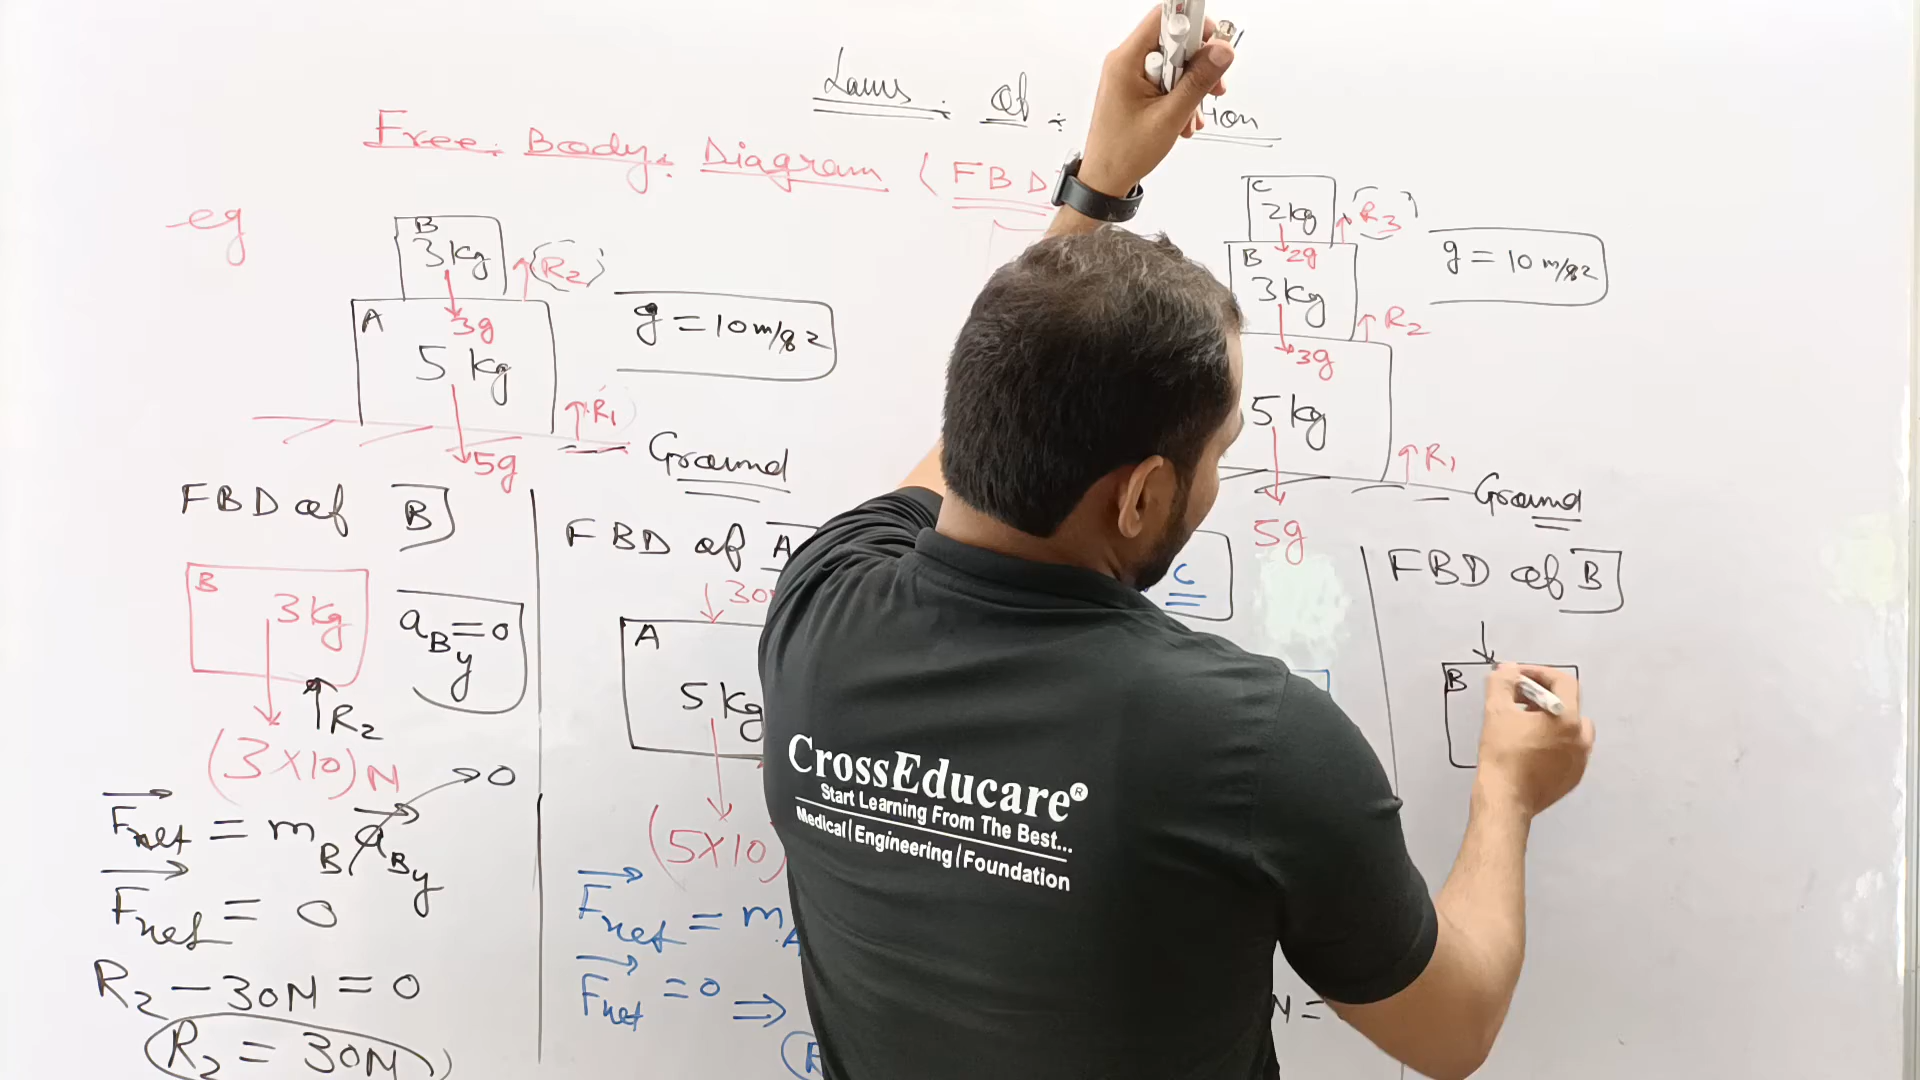 Laws of
Free Body Diagram (FBD
eg
B
3kg
R2
3g
A
5 kg
R1
5g
g = 10 m/s2
Ground
FBD of B
B
3kg
aBy = 0
R2
(3×10)N
Fnet = mB aBy → 0
Fnet = 0
R2 - 30N = 0
R2 = 30N
FBD of A
A
5 kg
(5×10)
Fnet = mA
Fnet = 0 ⇒
C
2kg
R3
2g
B
3kg
R2
3g
5 kg
R1
5g
g = 10 m/s2
Ground
C
FBD of B
B
N =
CrossEducare®
Start Learning From The Best...
Medical|Engineering|Foundation